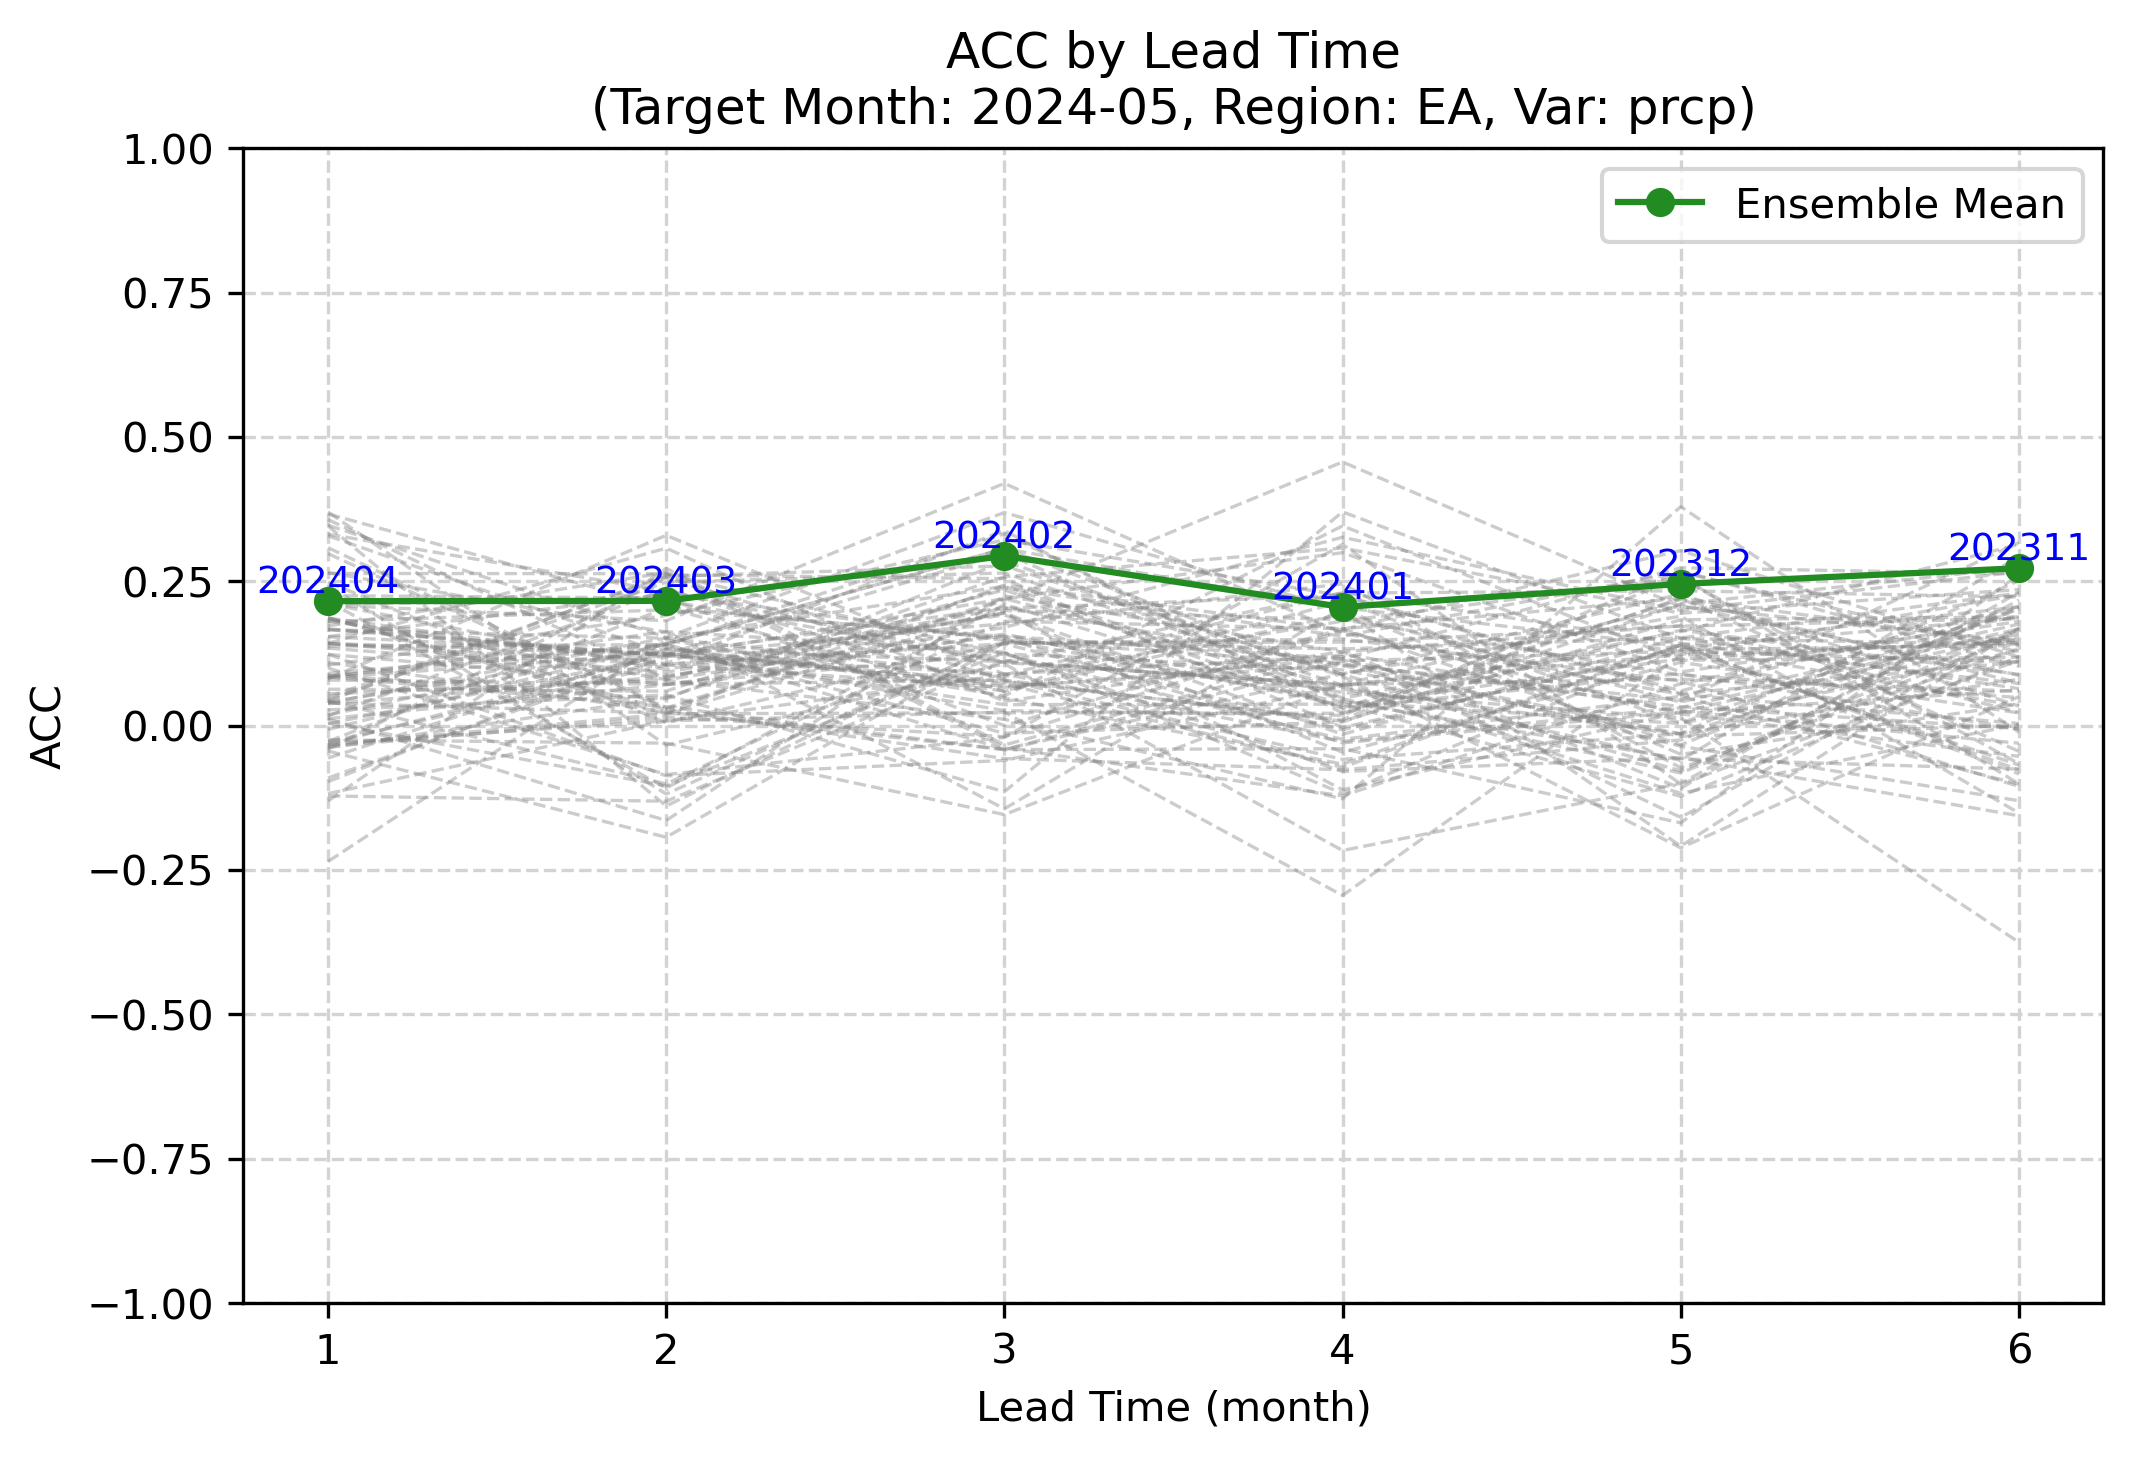 ACC by Lead Time
(Target Month: 2024-05, Region: EA, Var: prcp)
Ensemble Mean
ACC
1.00
0.75
0.50
0.25
0.00
−0.25
−0.50
−0.75
−1.00
202404
202403
202402
202401
202312
202311
1 2 3 4 5 6
Lead Time (month)